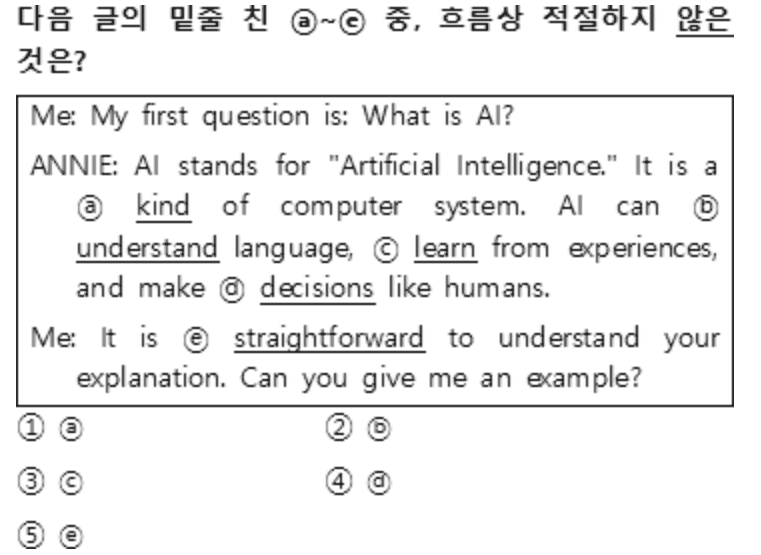 다음 글의 밑줄 친 ⓐ~ⓔ 중, 흐름상 적절하지 않은
것은?
Me: My first question is: What is AI?
ANNIE: AI stands for "Artificial Intelligence." It is a
ⓐ kind of computer system. AI can ⓑ
understand language, ⓒ learn from experiences,
and make ⓓ decisions like humans.
Me: It is ⓔ straightforward to understand your
explanation. Can you give me an example?
① ⓐ ② ⓑ
③ ⓒ ④ ⓓ
⑤ ⓔ